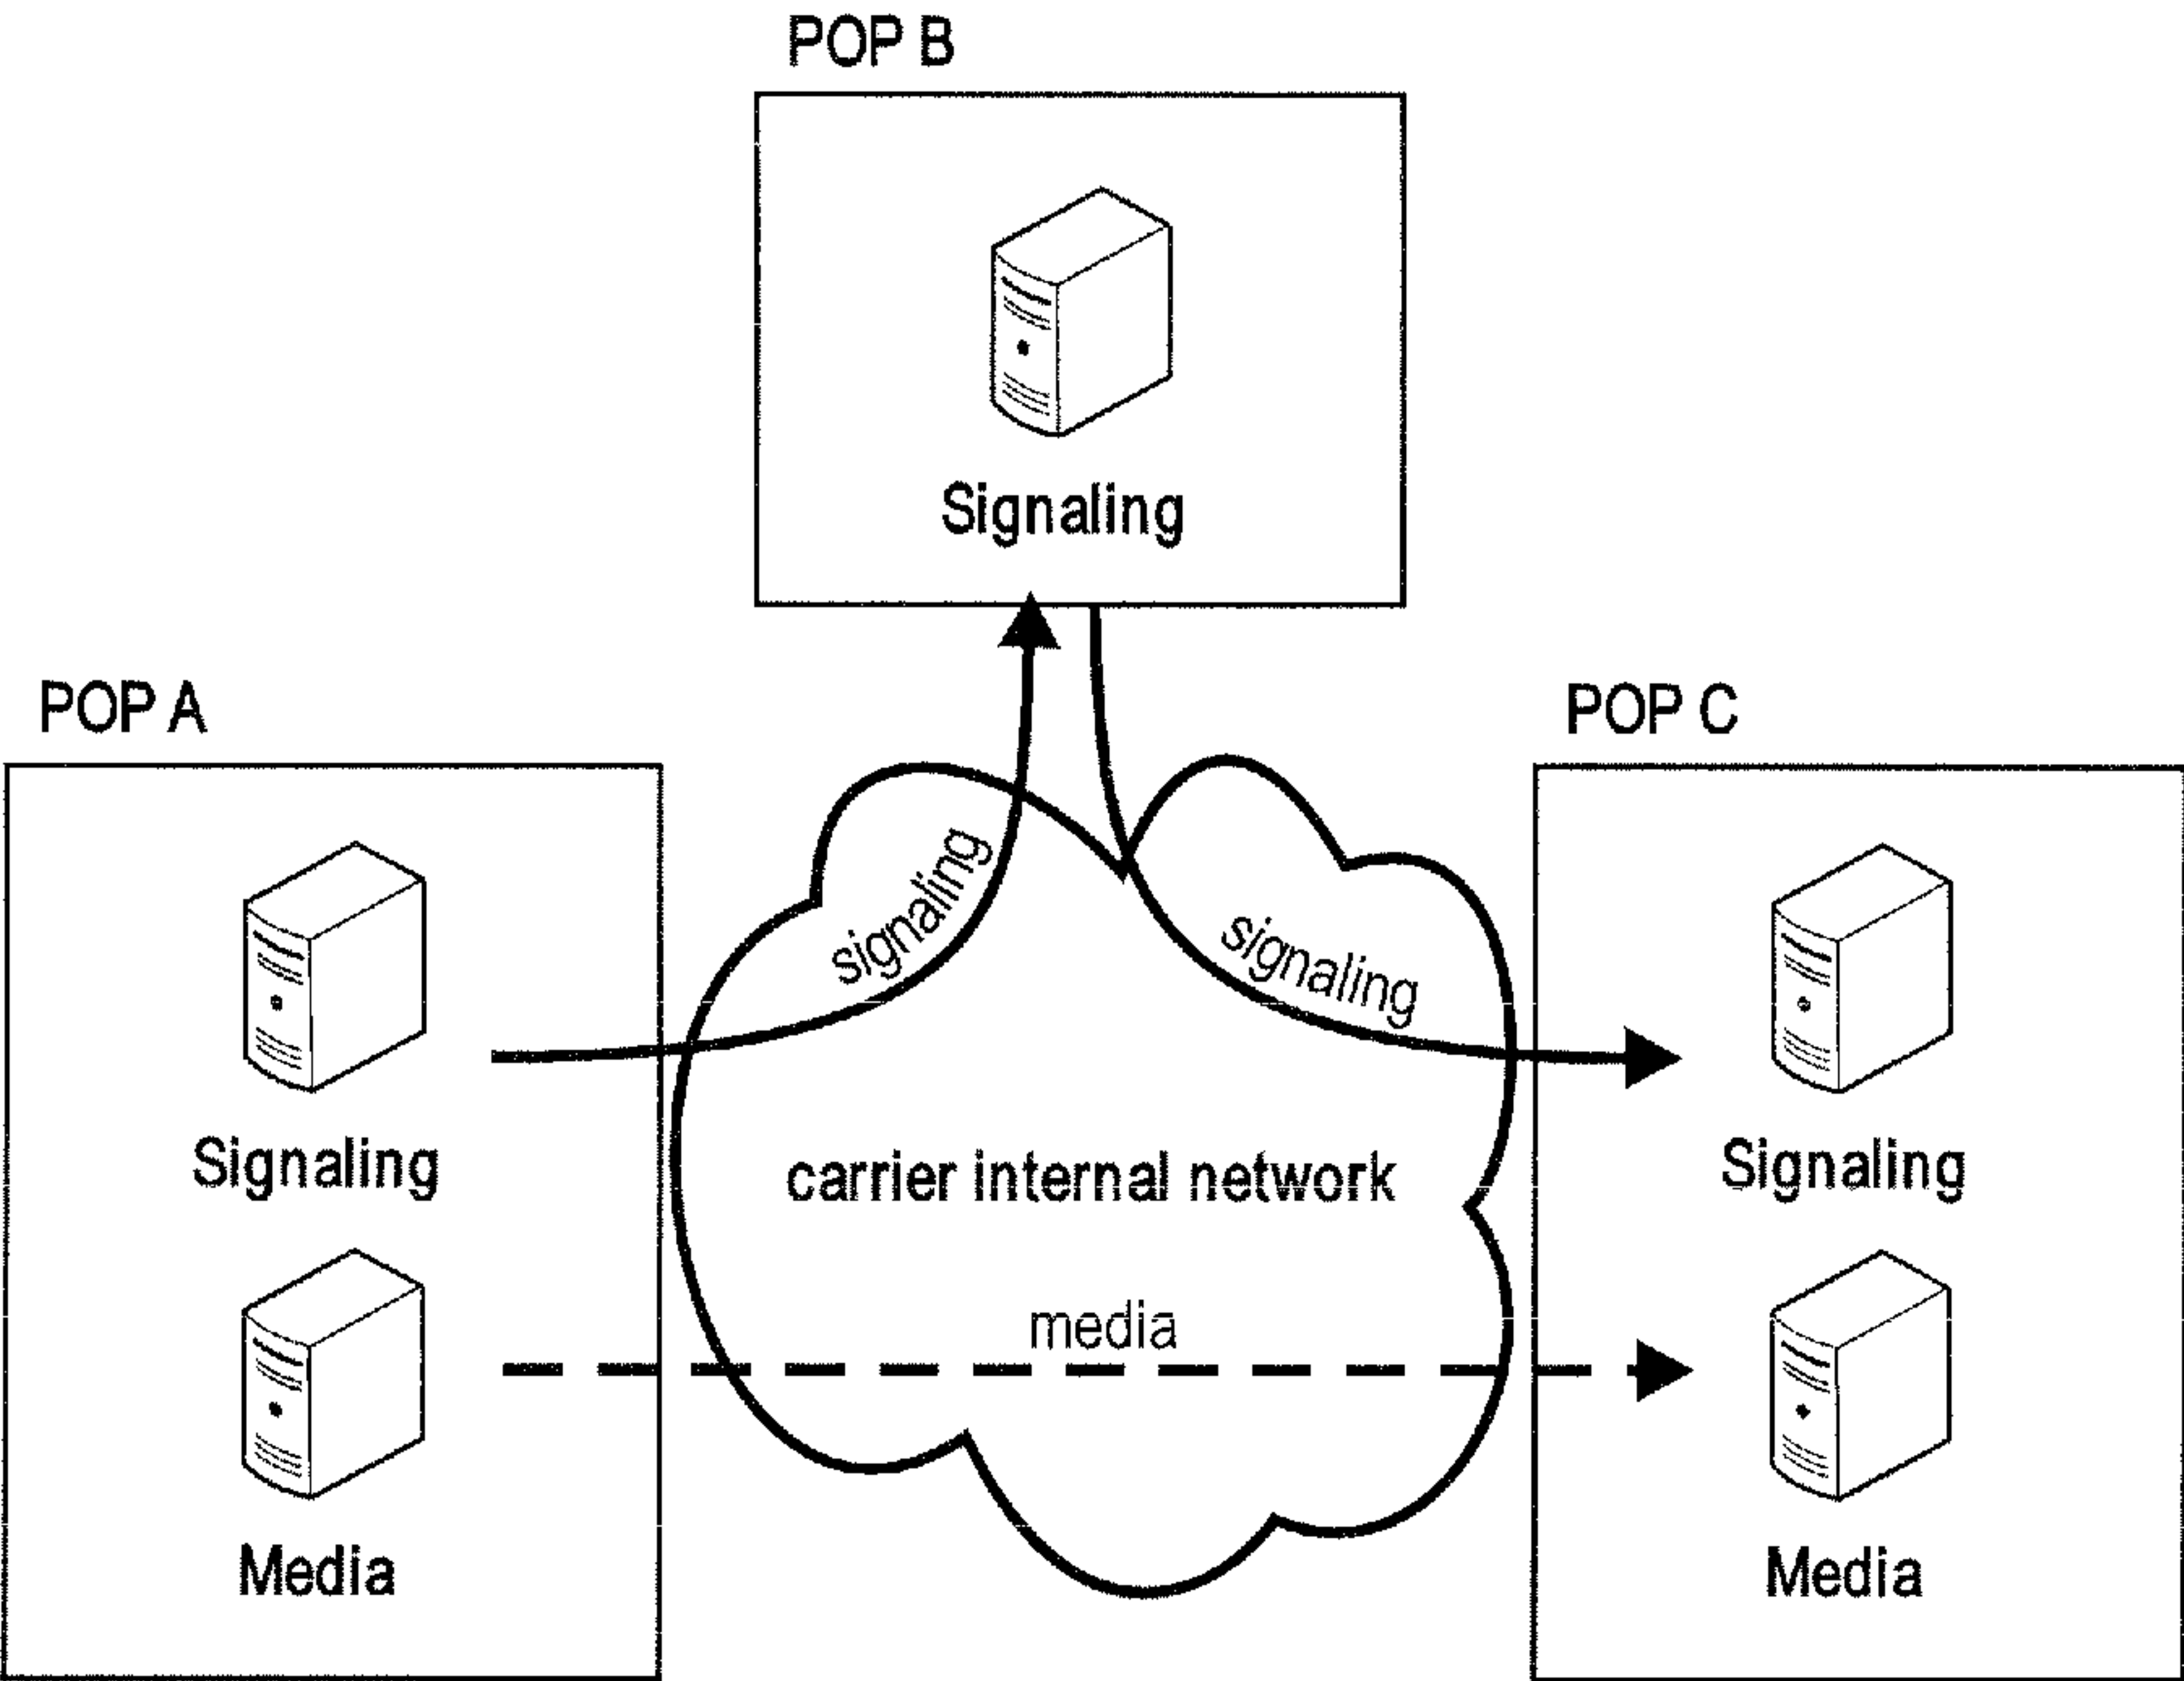 POP B
Signaling
POP A
POP C
signaling
signaling
Signaling
carrier internal network
Signaling
media
Media
Media